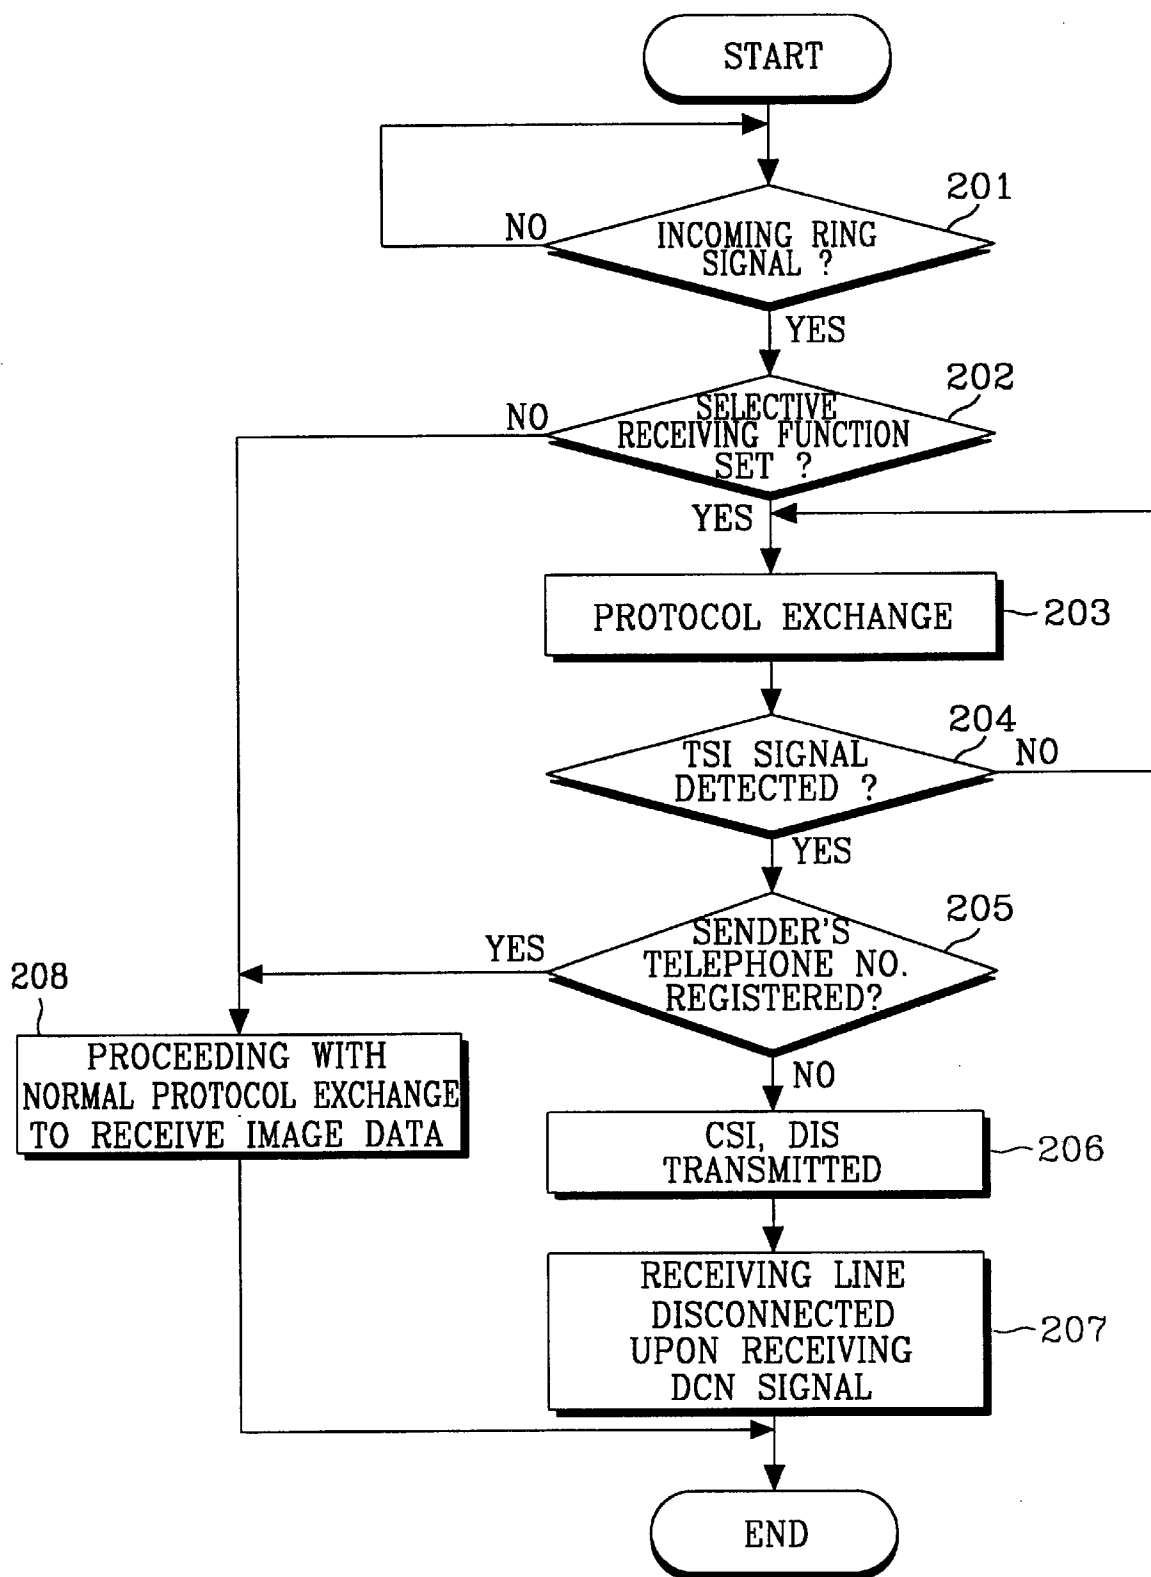 START
201
NO
INCOMING RING
SIGNAL ?
YES
202
NO
SELECTIVE
RECEIVING FUNCTION
SET ?
YES
PROTOCOL EXCHANGE
203
204
TSI SIGNAL
DETECTED ?
NO
YES
205
YES
SENDER'S
TELEPHONE NO.
REGISTERED?
208
PROCEEDING WITH
NORMAL PROTOCOL EXCHANGE
TO RECEIVE IMAGE DATA
NO
CSI, DIS
TRANSMITTED
206
RECEIVING LINE
DISCONNECTED
UPON RECEIVING
DCN SIGNAL
207
END